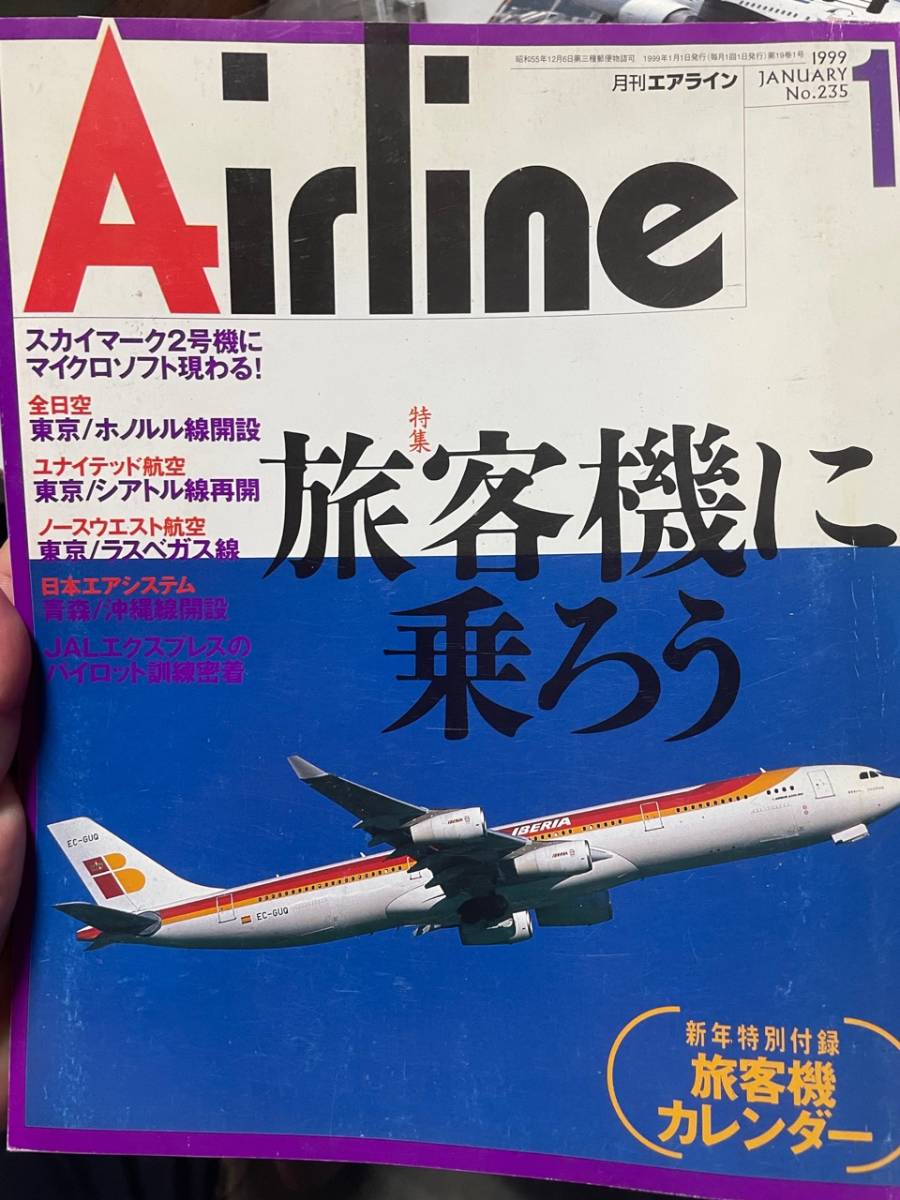 昭和55年12月6日第三種郵便物認可 1999年1月1日発行(毎月1回1日発行)第19巻1号
月刊エアライン
1999
JANUARY
No.235
1
Airline
スカイマーク2号機に
マイクロソフト現わる!
全日空
東京/ホノルル線開設
ユナイテッド航空
東京/シアトル線再開
ノースウエスト航空
東京/ラスベガス線
日本エアシステム
青森/沖縄線開設
JALエクスプレスの
パイロット訓練密着
特集
旅客機に
乗ろう
EC-GUQ
IBERIA
IBERIA
IBERIA
EC-GUQ
新年特別付録
旅客機
カレンダー